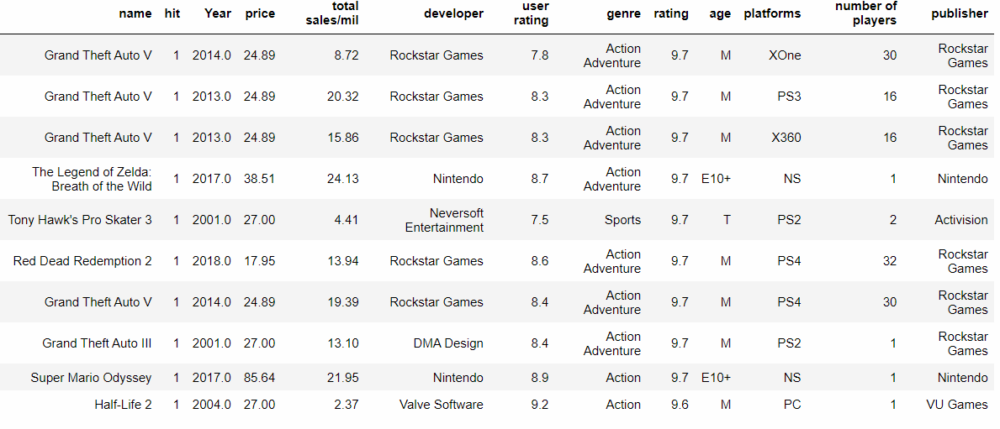 name hit Year price total sales/mil developer user rating genre rating age platforms number of players publisher
Grand Theft Auto V 1 2014.0 24.89 8.72 Rockstar Games 7.8 Action Adventure 9.7 M XOne 30 Rockstar Games
Grand Theft Auto V 1 2013.0 24.89 20.32 Rockstar Games 8.3 Action Adventure 9.7 M PS3 16 Rockstar Games
Grand Theft Auto V 1 2013.0 24.89 15.86 Rockstar Games 8.3 Action Adventure 9.7 M X360 16 Rockstar Games
The Legend of Zelda: Breath of the Wild 1 2017.0 38.51 24.13 Nintendo 8.7 Action Adventure 9.7 E10+ NS 1 Nintendo
Tony Hawk's Pro Skater 3 1 2001.0 27.00 4.41 Neversoft Entertainment 7.5 Sports 9.7 T PS2 2 Activision
Red Dead Redemption 2 1 2018.0 17.95 13.94 Rockstar Games 8.6 Action Adventure 9.7 M PS4 32 Rockstar Games
Grand Theft Auto V 1 2014.0 24.89 19.39 Rockstar Games 8.4 Action Adventure 9.7 M PS4 30 Rockstar Games
Grand Theft Auto III 1 2001.0 27.00 13.10 DMA Design 8.4 Action Adventure 9.7 M PS2 1 Rockstar Games
Super Mario Odyssey 1 2017.0 85.64 21.95 Nintendo 8.9 Action 9.7 E10+ NS 1 Nintendo
Half-Life 2 1 2004.0 27.00 2.37 Valve Software 9.2 Action 9.6 M PC 1 VU Games